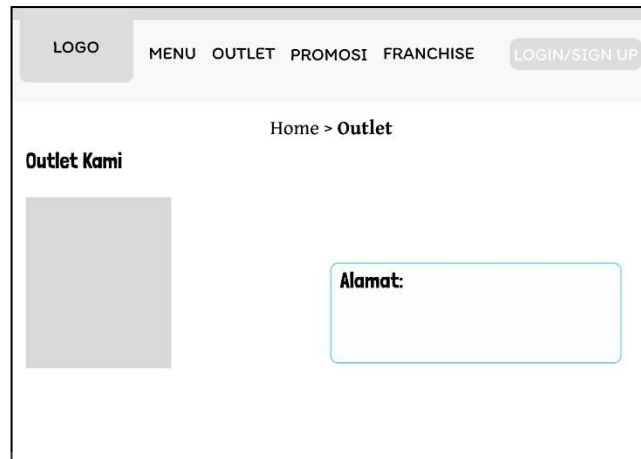 LOGO MENU OUTLET PROMOSI FRANCHISE LOGIN/SIGN UP
Home > Outlet
Outlet Kami
Alamat: